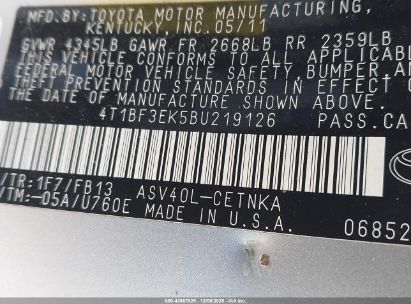 MFD. BY: TOYOTA MOTOR MANUFACTURING,
KENTUCKY, INC. 05/11
GVWR 4345LB GAWR FR 2668LB RR 2359LB
THIS VEHICLE CONFORMS TO ALL APPLICABLE
FEDERAL MOTOR VEHICLE SAFETY, BUMPER, AN
THEFT PREVENTION STANDARDS IN EFFECT ON
THE DATE OF MANUFACTURE SHOWN ABOVE.
4T1BF3EK5BU219126 PASS.CA
/TR:1F7/FB13 ASV40L-CETNKA
/TM:-05A/U760E MADE IN U.S.A. 06852